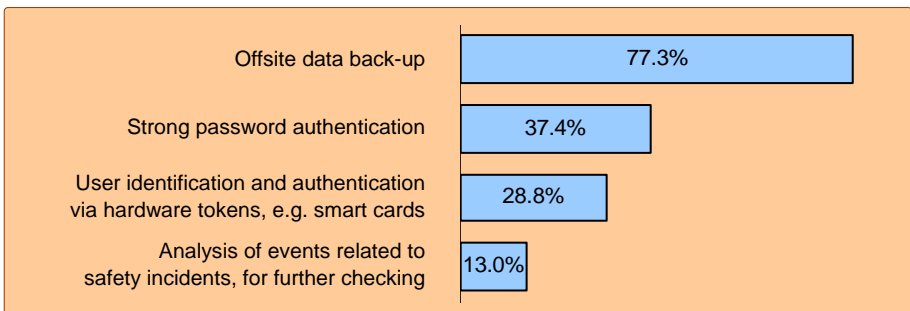 Offsite data back-up
77.3%
Strong password authentication
37.4%
User identification and authentication
via hardware tokens, e.g. smart cards
28.8%
Analysis of events related to
safety incidents, for further checking
13.0%